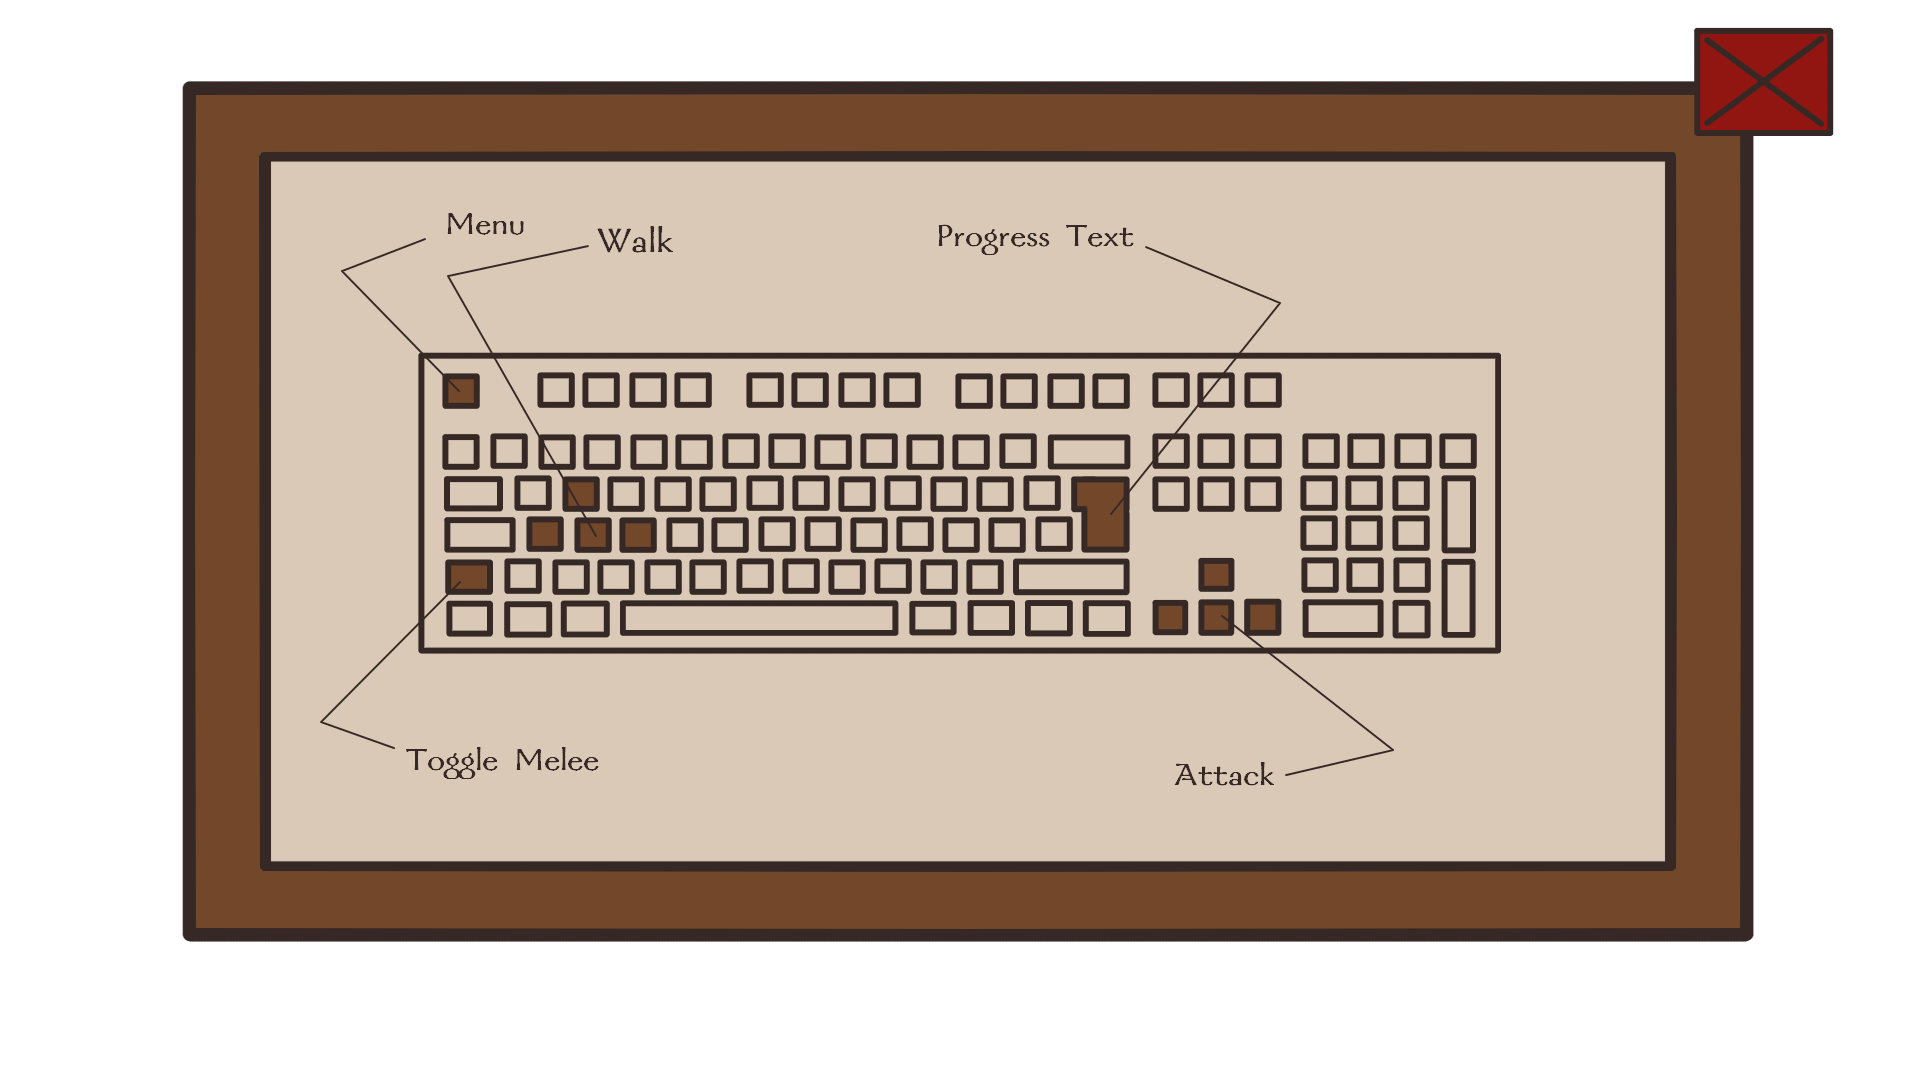 Menu
Walk
Progress Text
Toggle Melee
Attack